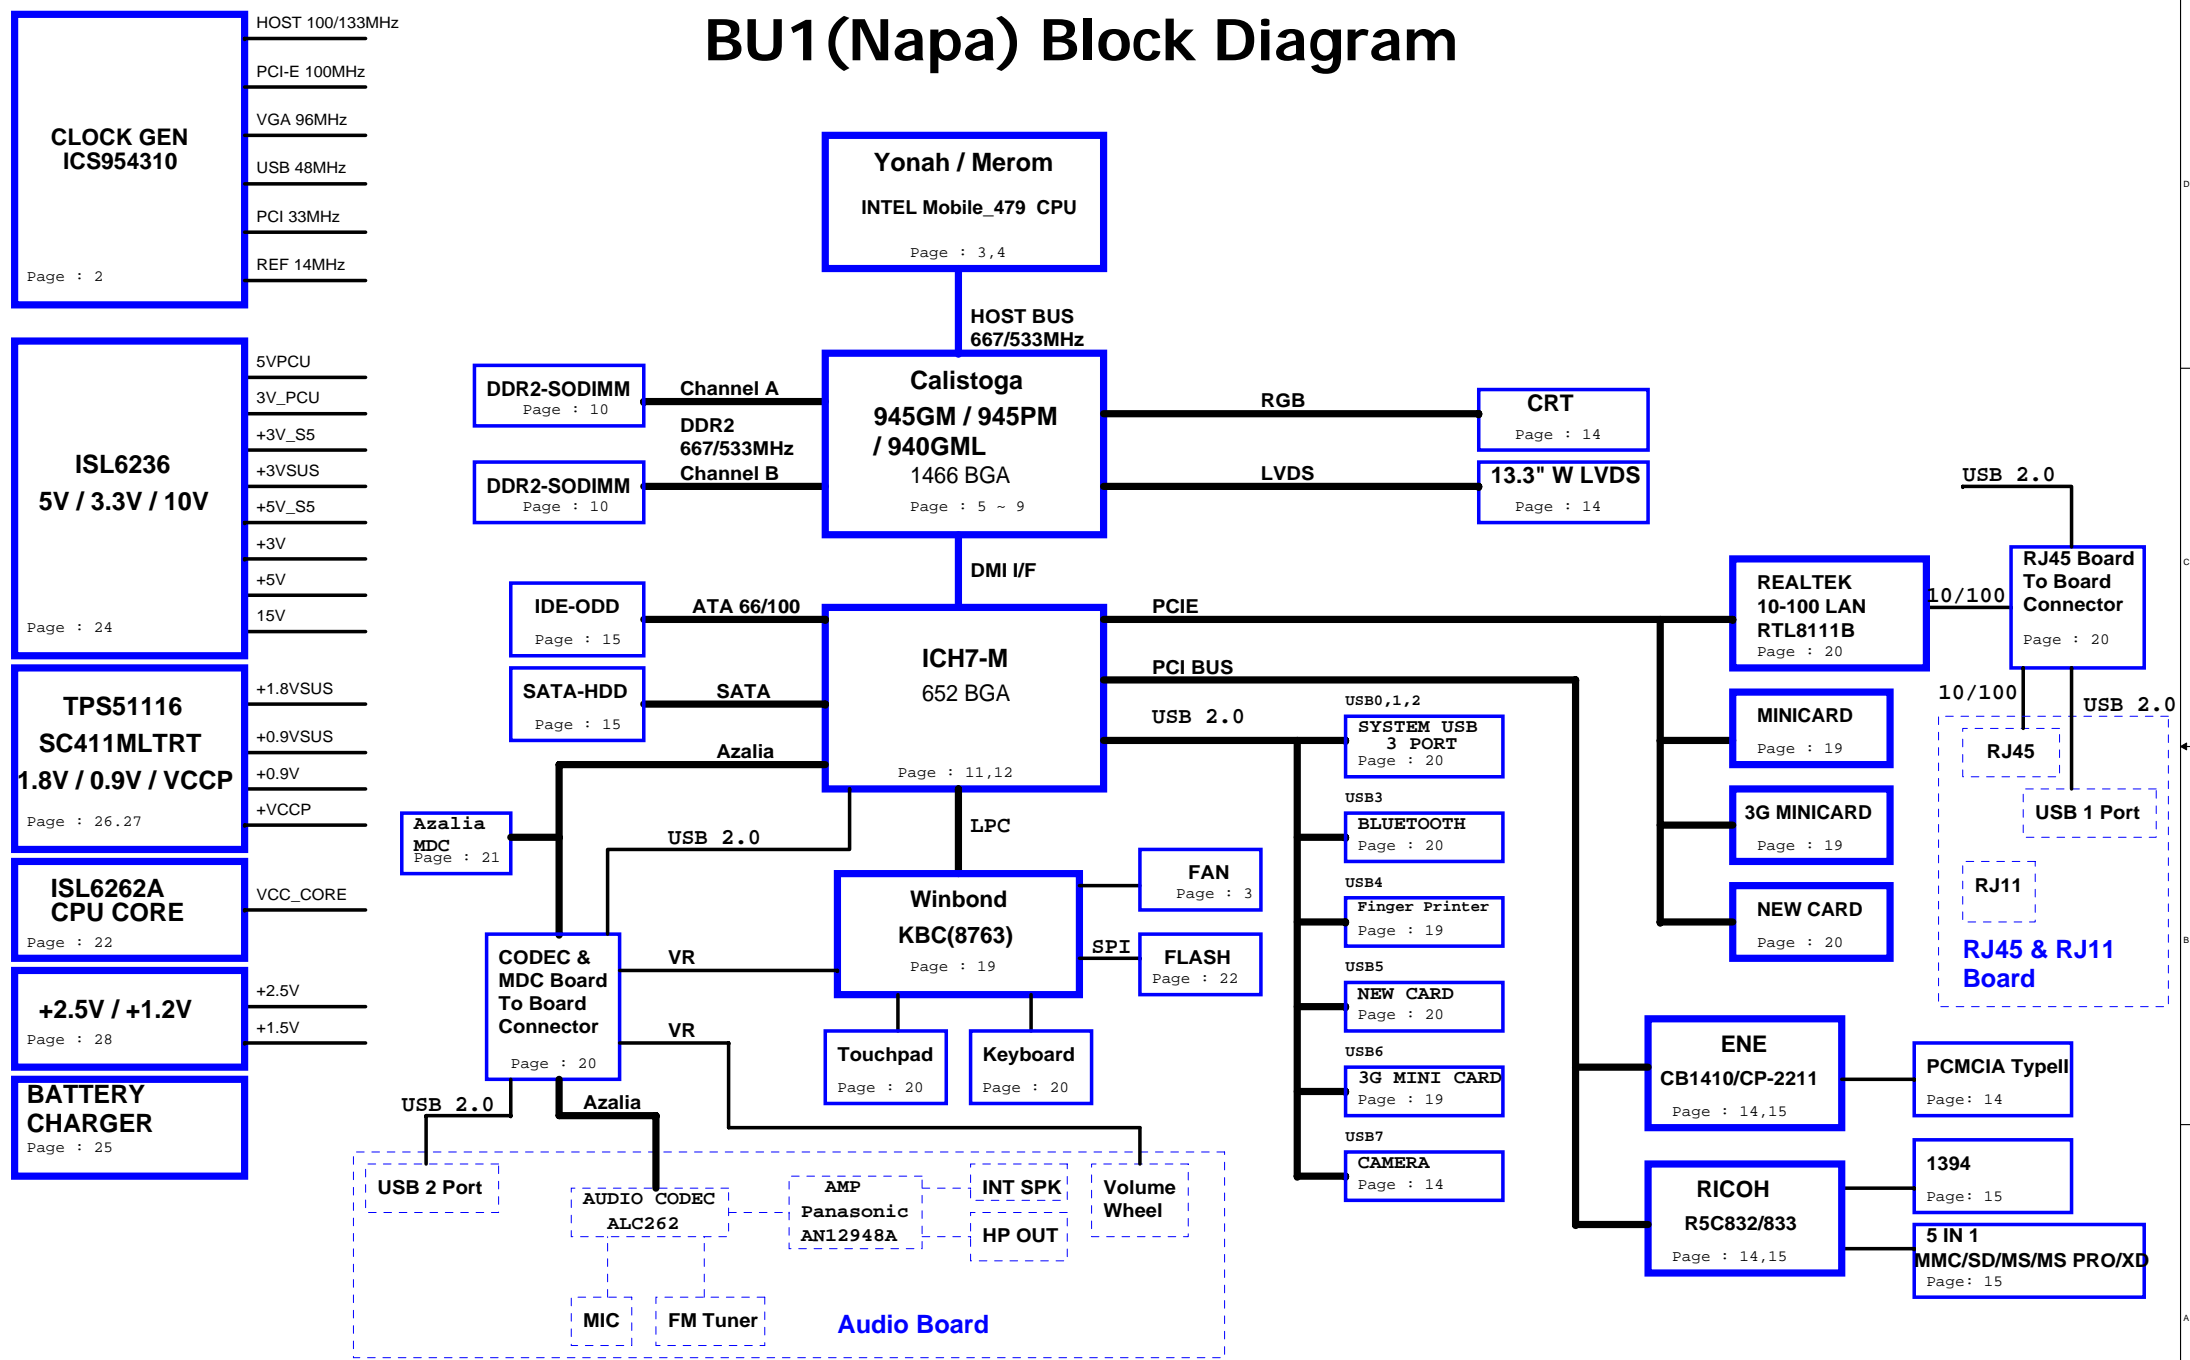 BU1(Napa) Block Diagram
HOST 100/133MHz
PCI-E 100MHz
VGA 96MHz
CLOCK GEN
ICS954310
USB 48MHz
PCI 33MHz
REF 14MHz
Page : 2
Yonah / Merom
INTEL Mobile_479 CPU
Page : 3,4
HOST BUS
667/533MHz
5VPCU
3V_PCU
+3V_S5
ISL6236
+3VSUS
5V / 3.3V / 10V
+5V_S5
+3V
+5V
15V
Page : 24
DDR2-SODIMM
Page : 10
Channel A
DDR2
667/533MHz
Channel B
DDR2-SODIMM
Page : 10
Calistoga
945GM / 945PM
/ 940GML
1466 BGA
Page : 5 ~ 9
RGB
CRT
Page : 14
LVDS
13.3" W LVDS
Page : 14
DMI I/F
TPS51116
SC411MLTRT
1.8V / 0.9V / VCCP
Page : 26.27
+1.8VSUS
+0.9VSUS
+0.9V
+VCCP
IDE-ODD
Page : 15
ATA 66/100
SATA-HDD
Page : 15
SATA
Azalia
ICH7-M
652 BGA
Page : 11,12
PCIE
PCI BUS
USB 2.0
REALTEK
10-100 LAN
RTL8111B
Page : 20
10/100
USB 2.0
RJ45 Board
To Board
Connector
Page : 20
10/100
USB 2.0
RJ45
USB 1 Port
RJ11
RJ45 & RJ11
Board
MINICARD
Page : 19
3G MINICARD
Page : 19
NEW CARD
Page : 20
USB0,1,2
SYSTEM USB
3 PORT
Page : 20
USB3
BLUETOOTH
Page : 20
USB4
Finger Printer
Page : 19
USB5
NEW CARD
Page : 20
USB6
3G MINI CARD
Page : 19
USB7
CAMERA
Page : 14
Azalia
MDC
Page : 21
USB 2.0
LPC
ISL6262A
CPU CORE
Page : 22
VCC_CORE
Winbond
KBC(8763)
Page : 19
FAN
Page : 3
SPI
FLASH
Page : 22
CODEC &
MDC Board
To Board
Connector
Page : 20
VR
VR
Touchpad
Page : 20
Keyboard
Page : 20
+2.5V / +1.2V
Page : 28
+2.5V
+1.5V
BATTERY
CHARGER
Page : 25
ENE
CB1410/CP-2211
Page : 14,15
PCMCIA TypeII
Page: 14
RICOH
R5C832/833
Page : 14,15
1394
Page: 15
5 IN 1
MMC/SD/MS/MS PRO/XD
Page: 15
USB 2.0
Azalia
USB 2 Port
AUDIO CODEC
ALC262
AMP
Panasonic
AN12948A
INT SPK
HP OUT
Volume
Wheel
MIC
FM Tuner
Audio Board
D
C
B
A